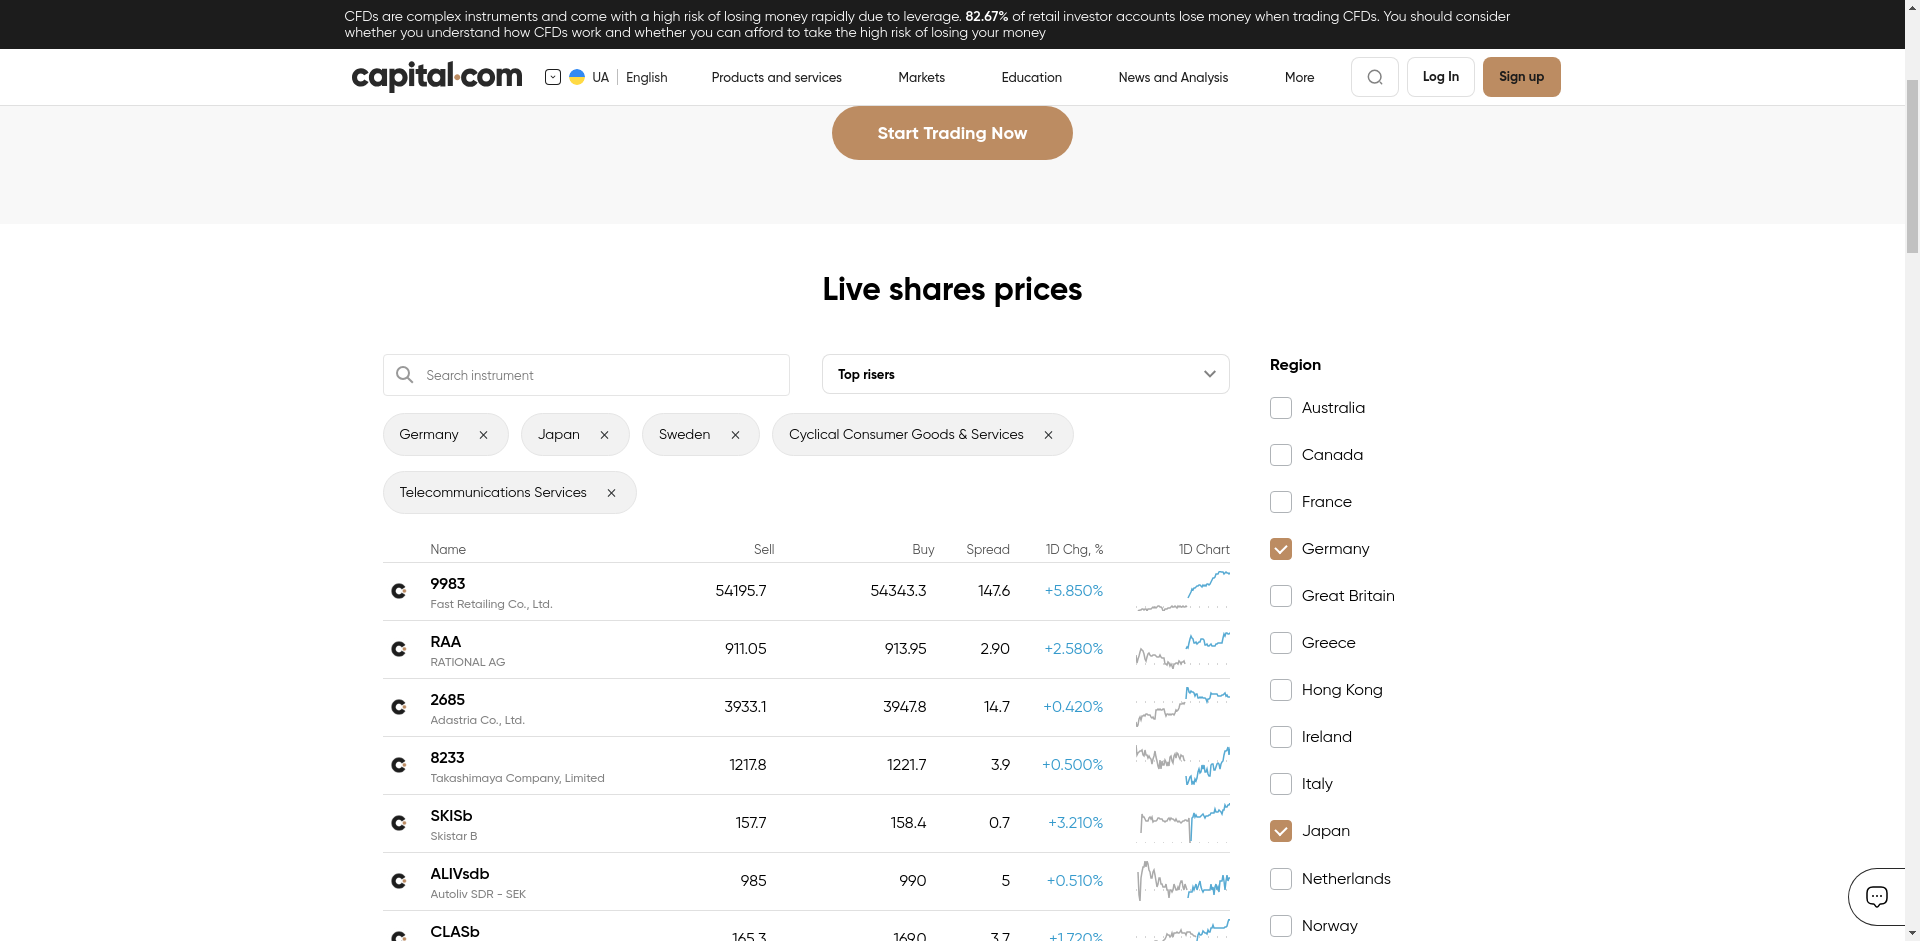 CFDs are complex instruments and come with a high risk of losing money rapidly due to leverage. 82.67% of retail investor accounts lose money when trading CFDs. You should consider
whether you understand how CFDs work and whether you can afford to take the high risk of losing your money
capital.com UA English Products and services Markets Education News and Analysis More Log In Sign up
Start Trading Now
Live shares prices
Search instrument
Top risers
Germany
Japan
Sweden
Cyclical Consumer Goods & Services
Telecommunications Services
Name Sell Buy Spread 1D Chg, % 1D Chart
9983 54195.7 54343.3 147.6 +5.850%
Fast Retailing Co., Ltd.
RAA 911.05 913.95 2.90 +2.580%
RATIONAL AG
2685 3933.1 3947.8 14.7 +0.420%
Adastria Co., Ltd.
8233 1217.8 1221.7 3.9 +0.500%
Takashimaya Company, Limited
SKISb 157.7 158.4 0.7 +3.210%
Skistar B
ALIVsdb 985 990 5 +0.510%
Autoliv SDR - SEK
CLASb 165.3 169.0 3.7 +1.720%
Region
Australia
Canada
France
Germany
Great Britain
Greece
Hong Kong
Ireland
Italy
Japan
Netherlands
Norway